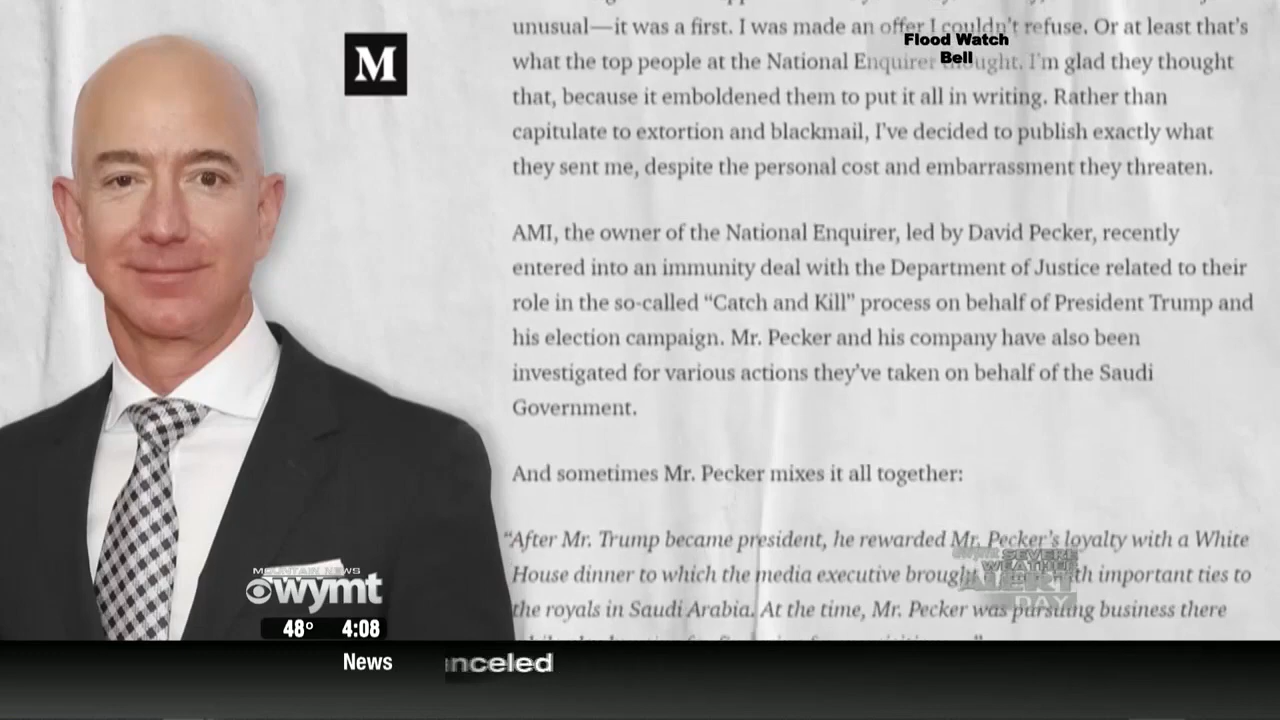 unusual—it was a first. I was made an offer I couldn't refuse. Or at least that's
what the top people at the National Enquirer thought. I'm glad they thought
that, because it emboldened them to put it all in writing. Rather than
capitulate to extortion and blackmail, I've decided to publish exactly what
they sent me, despite the personal cost and embarrassment they threaten.
AMI, the owner of the National Enquirer, led by David Pecker, recently
entered into an immunity deal with the Department of Justice related to their
role in the so-called “Catch and Kill” process on behalf of President Trump and
his election campaign. Mr. Pecker and his company have also been
investigated for various actions they've taken on behalf of the Saudi
Government.
And sometimes Mr. Pecker mixes it all together:
“After Mr. Trump became president, he rewarded Mr. Pecker's loyalty with a White
House dinner to which the media executive important ties to
the royals in Saudi Arabia. At the time, Mr. Pecker was pursuing business there
M
Flood Watch
Bell
MOUNTAIN NEWS
wymt
48° 4:08
SEVERE
WEATHER
ALERT
DAY
News nceled